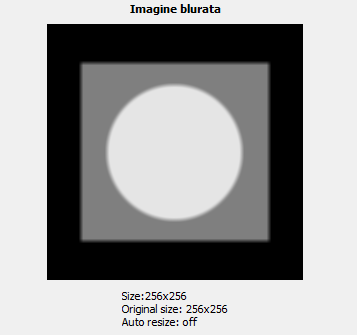 Imagine blurata
Size:256x256
Original size: 256x256
Auto resize: off